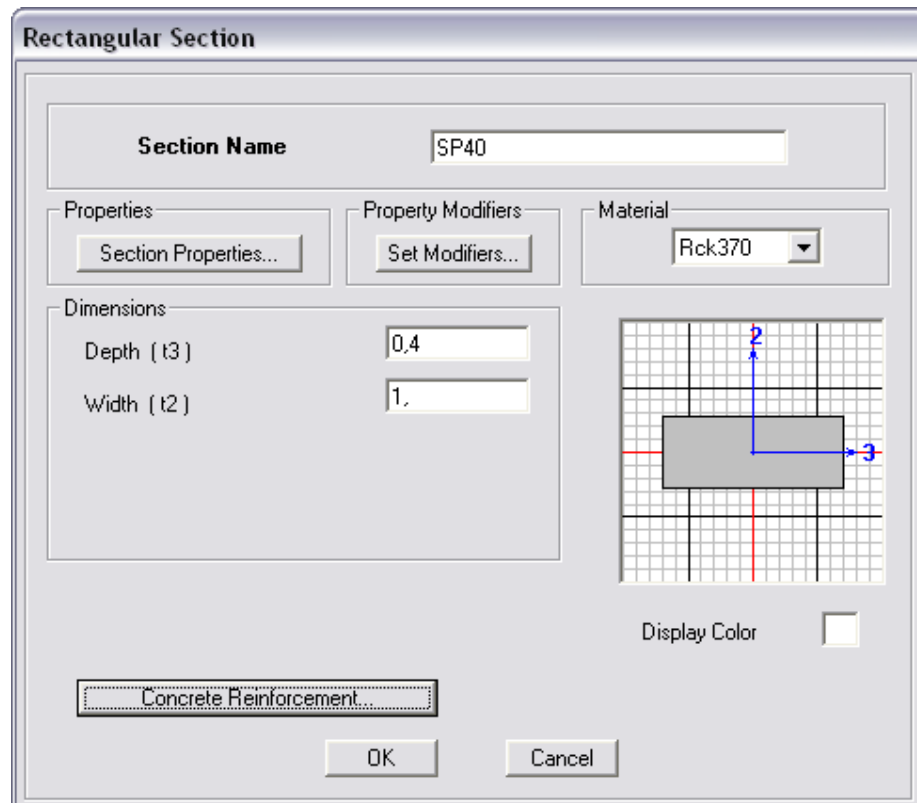 Rectangular Section
Section Name SP40
Properties Property Modifiers Material
Section Properties... Set Modifiers... Rck370
Dimensions
Depth ( t3 ) 0,4
Width ( t2 ) 1,
2
3
Display Color
Concrete Reinforcement...
OK Cancel